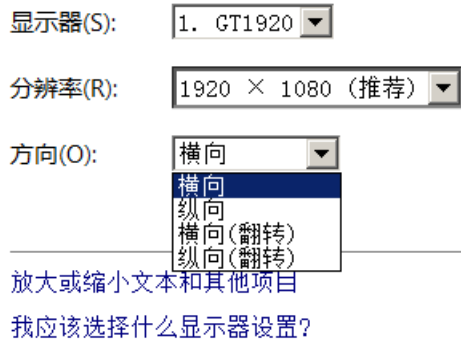 显示器(S): 1. GT1920
分辨率(R): 1920 × 1080 (推荐)
方向(O): 横向
横向
纵向
横向(翻转)
纵向(翻转)
放大或缩小文本和其他项目
我应该选择什么显示器设置?